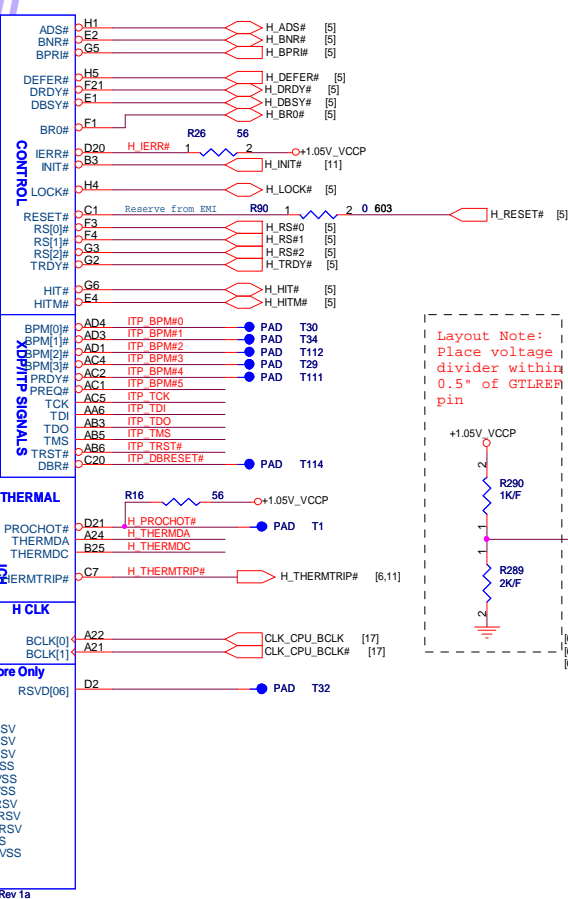 ADS# H1 H_ADS# [5]
BNR# E2 H_BNR# [5]
BPRI# G5 H_BPRI# [5]
DEFER# H5 H_DEFER# [5]
DRDY# F21 H_DRDY# [5]
DBSY# E1 H_DBSY# [5]
H_BR0# [5]
BR0# F1
R26 56
IERR# D20 H_IERR# 1 2 +1.05V_VCCP
INIT# B3 H_INIT# [11]
CONTROL
LOCK# H4 H_LOCK# [5]
RESET# C1 Reserve from EMI R90 1 2 0 603 H_RESET# [5]
RS[0]# F3 H_RS#0 [5]
RS[1]# F4 H_RS#1 [5]
RS[2]# G3 H_RS#2 [5]
TRDY# G2 H_TRDY# [5]
HIT# G6 H_HIT# [5]
HITM# E4 H_HITM# [5]
XDP/ITP SIGNALS
BPM[0]# AD4 ITP_BPM#0 PAD T30
BPM[1]# AD3 ITP_BPM#1 PAD T34
BPM[2]# AD1 ITP_BPM#2 PAD T112
BPM[3]# AC4 ITP_BPM#3 PAD T29
PRDY# AC2 ITP_BPM#4 PAD T111
PREQ# AC1 ITP_BPM#5
TCK AC5 ITP_TCK
TDI AA6 ITP_TDI
TDO AB3 ITP_TDO
TMS AB5 ITP_TMS
TRST# AB6 ITP_TRST#
DBR# C20 ITP_DBRESET# PAD T114
Layout Note:
Place voltage
divider within
0.5" of GTLREF
pin
+1.05V_VCCP
2
R290
1K/F
1
1
R289
2K/F
2
THERMAL
R16 56 +1.05V_VCCP
PROCHOT# D21 H_PROCHOT# PAD T1
THERMDA A24 H_THERMDA
THERMDC B25 H_THERMDC
ICH
THERMTRIP# C7 H_THERMTRIP# H_THERMTRIP# [6,11]
H CLK
BCLK[0] A22 CLK_CPU_BCLK [17]
BCLK[1] A21 CLK_CPU_BCLK# [17]
ore Only
RSVD[06] D2 PAD T32
SV
SV
SV
SS
VSS
VSS
RSV
RSV
RSV
S
VSS
Rev 1a